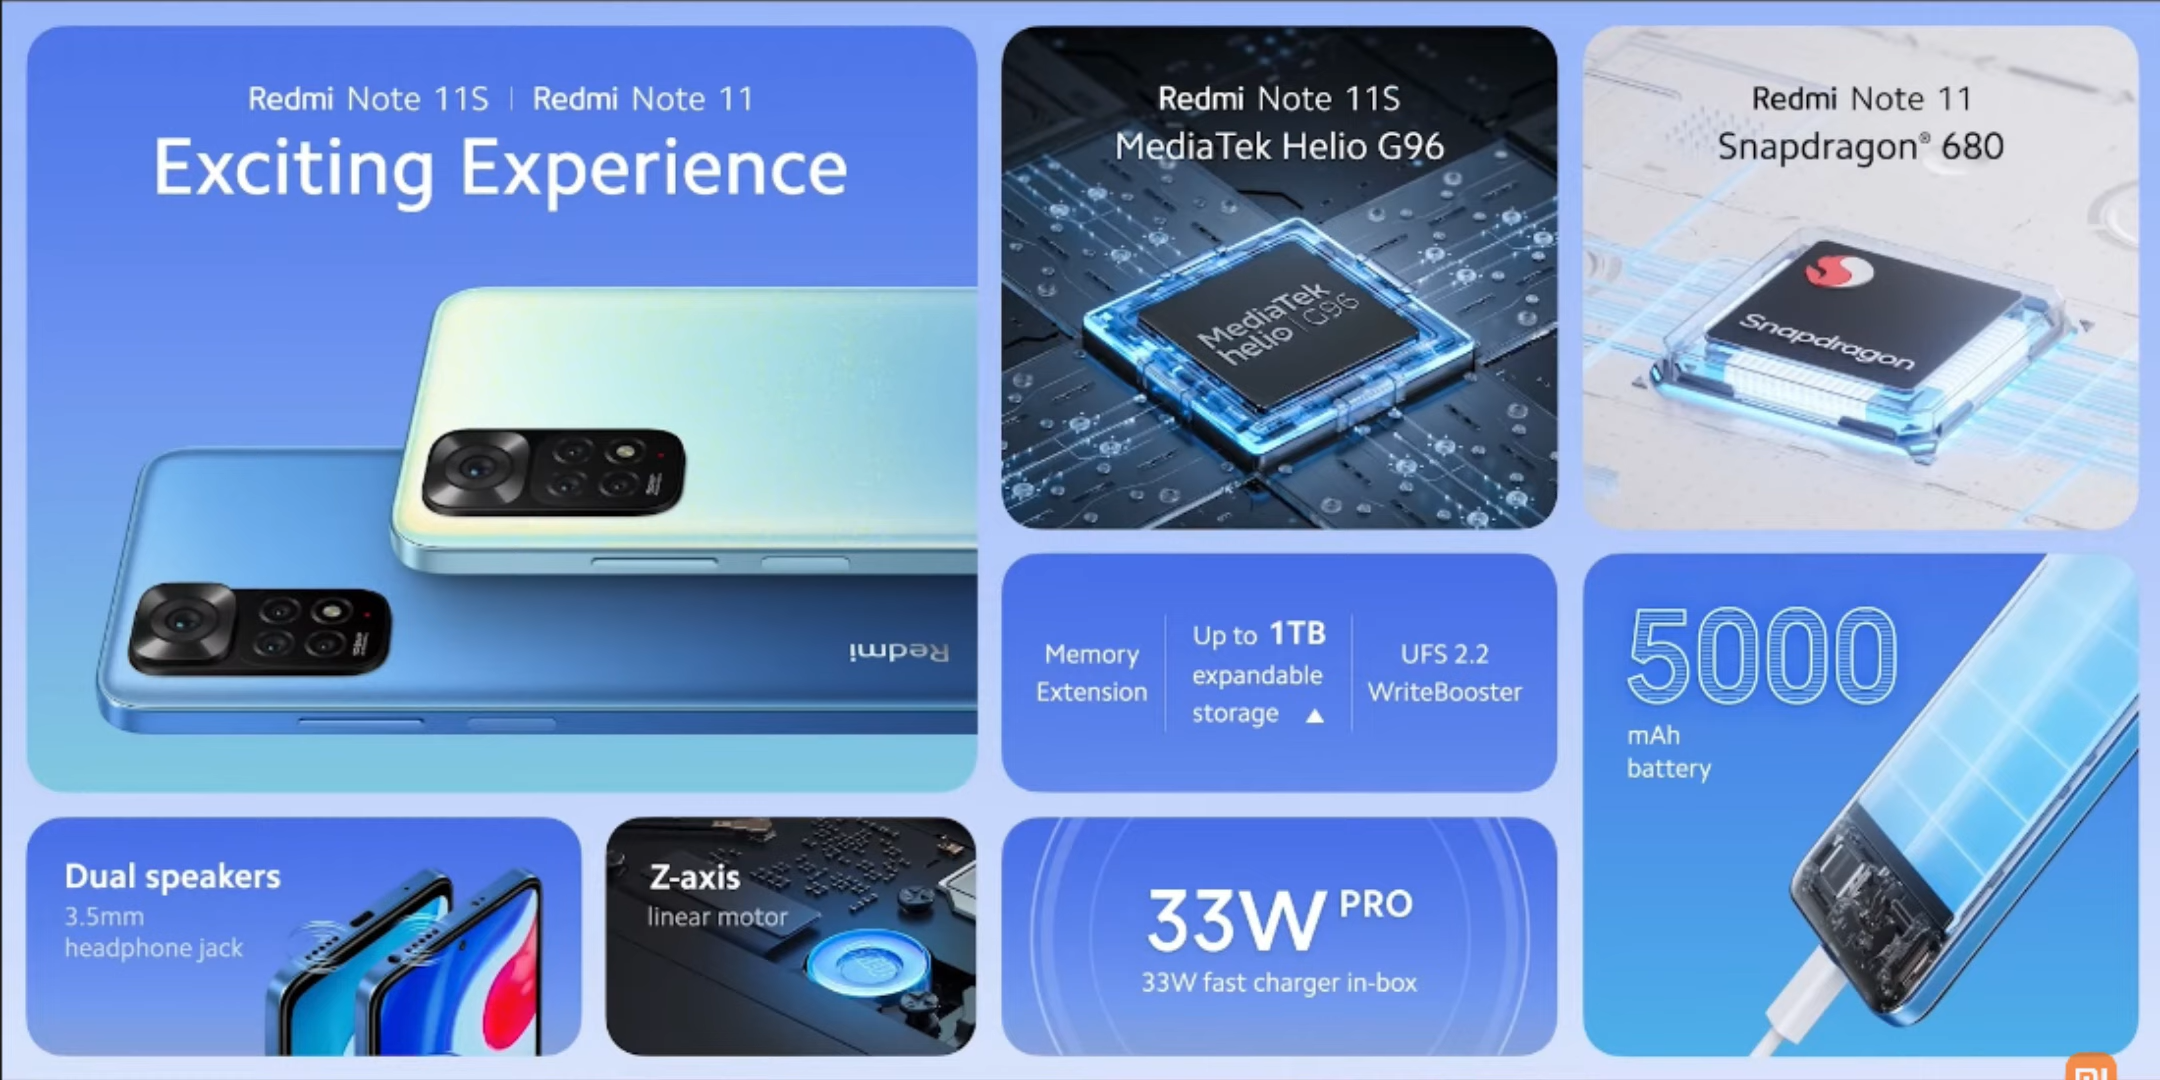 Redmi Note 11S | Redmi Note 11
Exciting Experience
Redmi
Redmi Note 11S
MediaTek Helio G96
MediaTek
helio | G96
Redmi Note 11
Snapdragon® 680
Snapdragon
Memory
Extension
Up to 1TB
expandable
storage ▲
UFS 2.2
WriteBooster
5000
mAh
battery
Dual speakers
3.5mm
headphone jack
Z-axis
linear motor
33W PRO
33W fast charger in-box